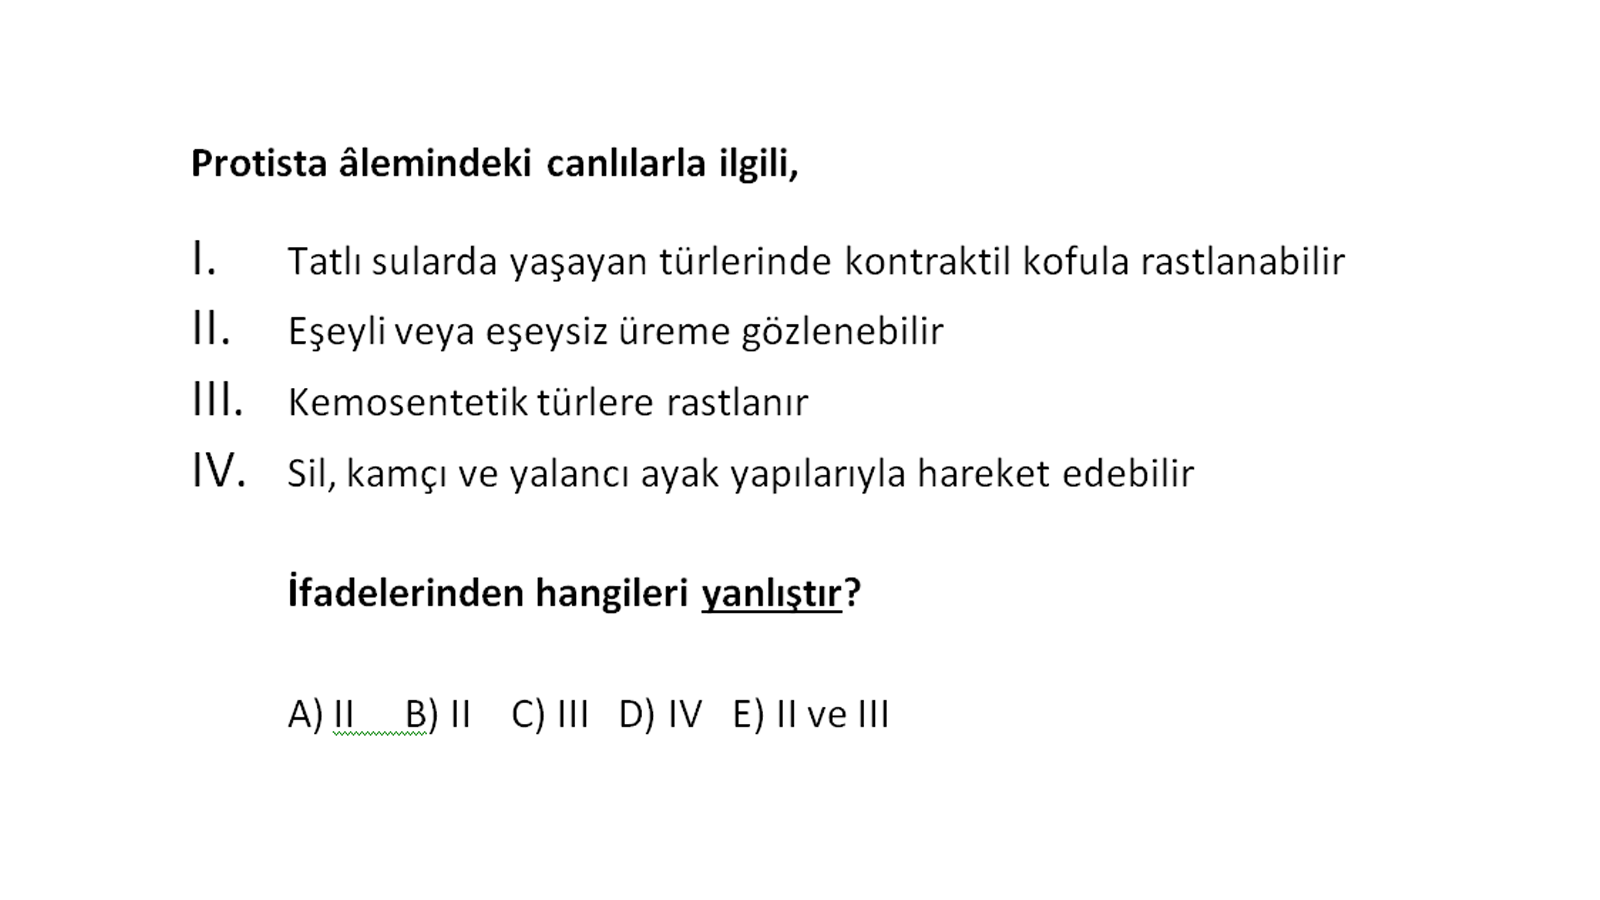 Protista âlemindeki canlılarla ilgili,
I. Tatlı sularda yaşayan türlerinde kontraktil kofula rastlanabilir
II. Eşeyli veya eşeysiz üreme gözlenebilir
III. Kemosentetik türlere rastlanır
IV. Sil, kamçı ve yalancı ayak yapılarıyla hareket edebilir
İfadelerinden hangileri yanlıştır?
A) II B) II C) III D) IV E) II ve III